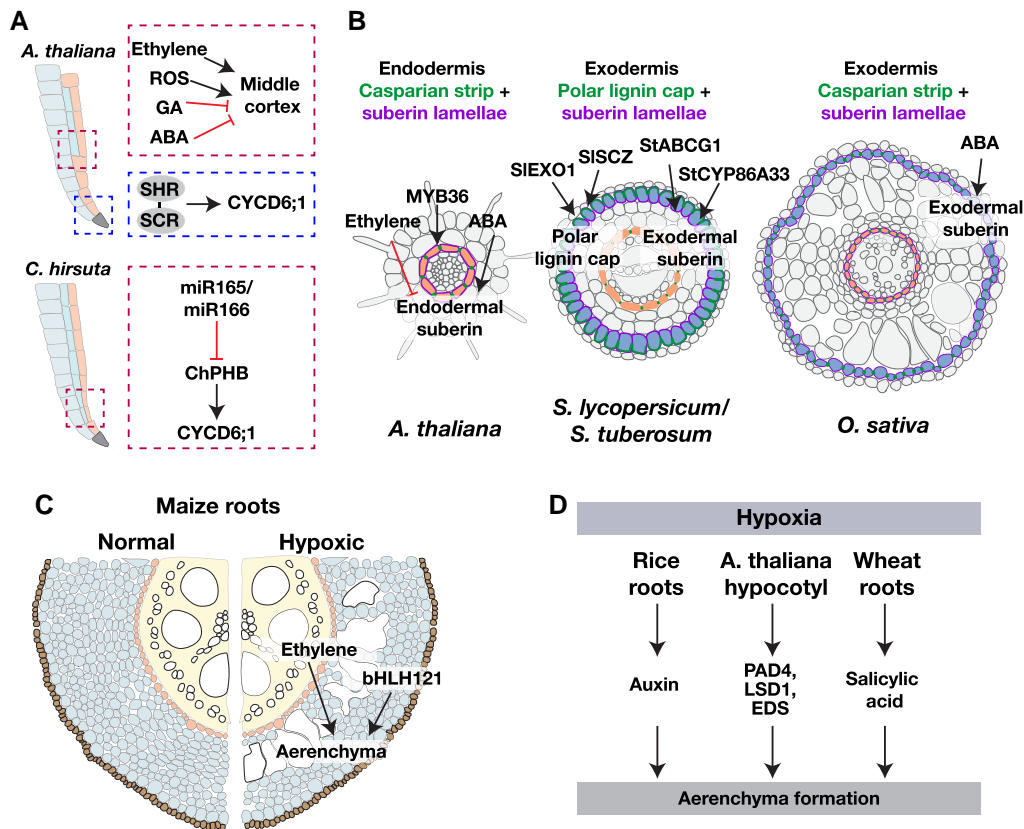 A
A. thaliana
Ethylene
ROS
GA
ABA
Middle
cortex
SHR
SCR
CYCD6;1
C. hirsuta
miR165/
miR166
ChPHB
CYCD6;1
B
Endodermis
Casparian strip +
suberin lamellae
MYB36
Ethylene
ABA
Endodermal
suberin
A. thaliana
Exodermis
Polar lignin cap +
suberin lamellae
StABCG1
SlSCZ
SlEXO1
StCYP86A33
Polar
lignin cap
Exodermal
suberin
S. lycopersicum/
S. tuberosum
Exodermis
Casparian strip +
suberin lamellae
ABA
Exodermal
suberin
O. sativa
C
Maize roots
Normal
Hypoxic
Ethylene
bHLH121
Aerenchyma
D
Hypoxia
Rice
roots
A. thaliana
hypocotyl
Wheat
roots
Auxin
PAD4,
LSD1,
EDS
Salicylic
acid
Aerenchyma formation